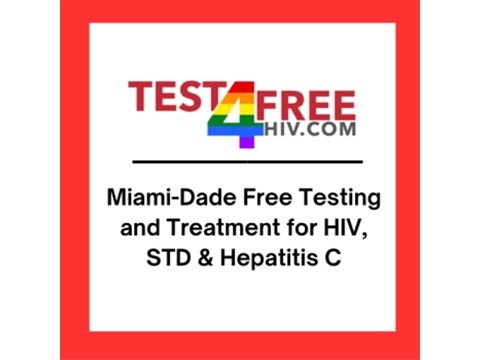 TEST4FREE
HIV.COM
Miami-Dade Free Testing
and Treatment for HIV,
STD & Hepatitis C